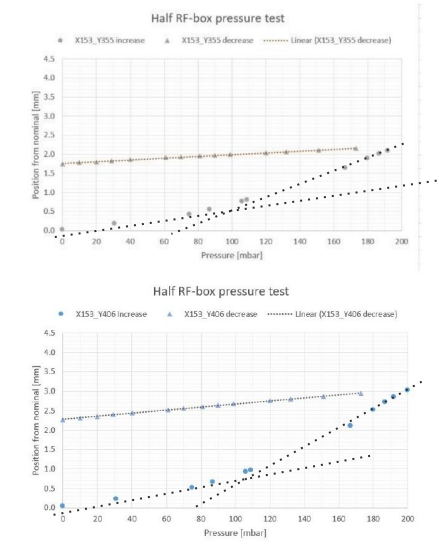 Half RF-box pressure test
X153_Y355 increase X153_Y355 decrease Linear (X153_Y355 decrease)
Position from nominal [mm]
4.5
4.0
3.5
3.0
2.5
2.0
1.5
1.0
0.5
0.0
0 20 40 60 80 100 120 140 160 180 200
Pressure [mbar]
Half RF-box pressure test
X153_Y406 increase X153_Y406 decrease Linear (X153_Y406 decrease)
Position from nominal [mm]
4.5
4.0
3.5
3.0
2.5
2.0
1.5
1.0
0.5
0.0
0 20 40 60 80 100 120 140 160 180 200
Pressure [mbar]